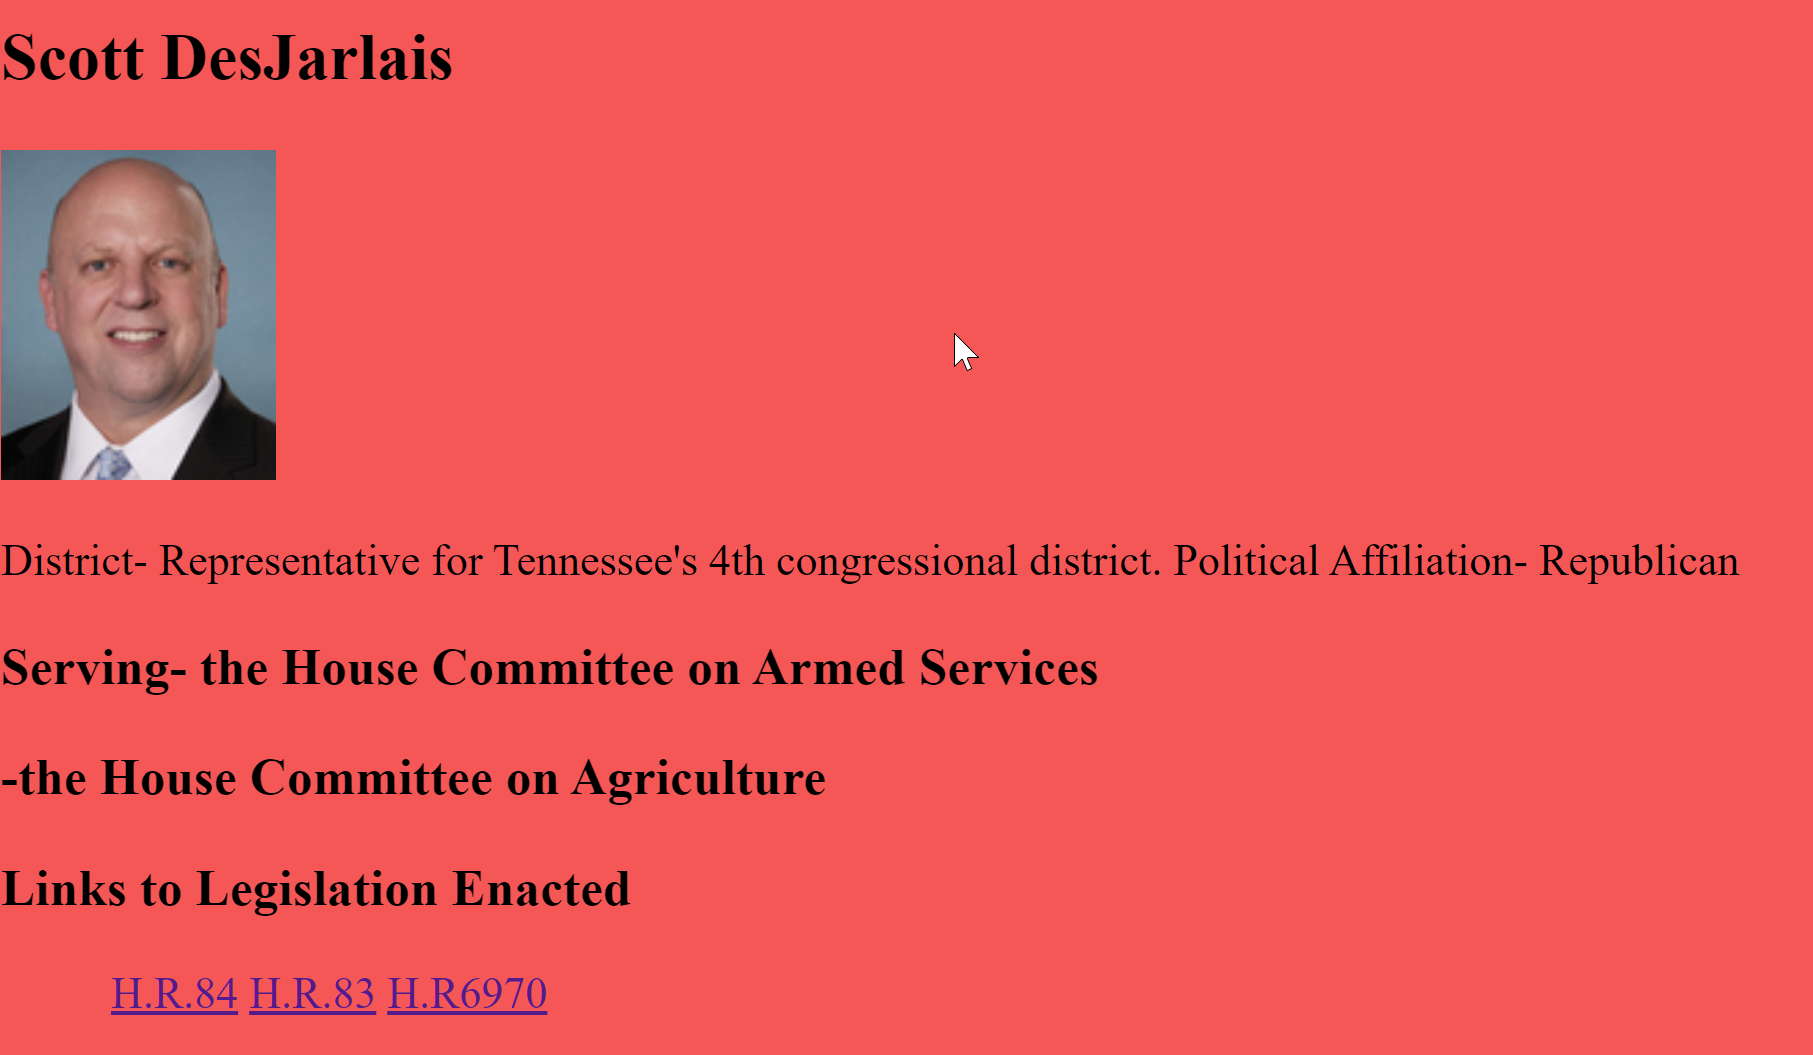 Scott DesJarlais
District- Representative for Tennessee's 4th congressional district. Political Affiliation- Republican
Serving- the House Committee on Armed Services
-the House Committee on Agriculture
Links to Legislation Enacted
H.R.84 H.R.83 H.R6970